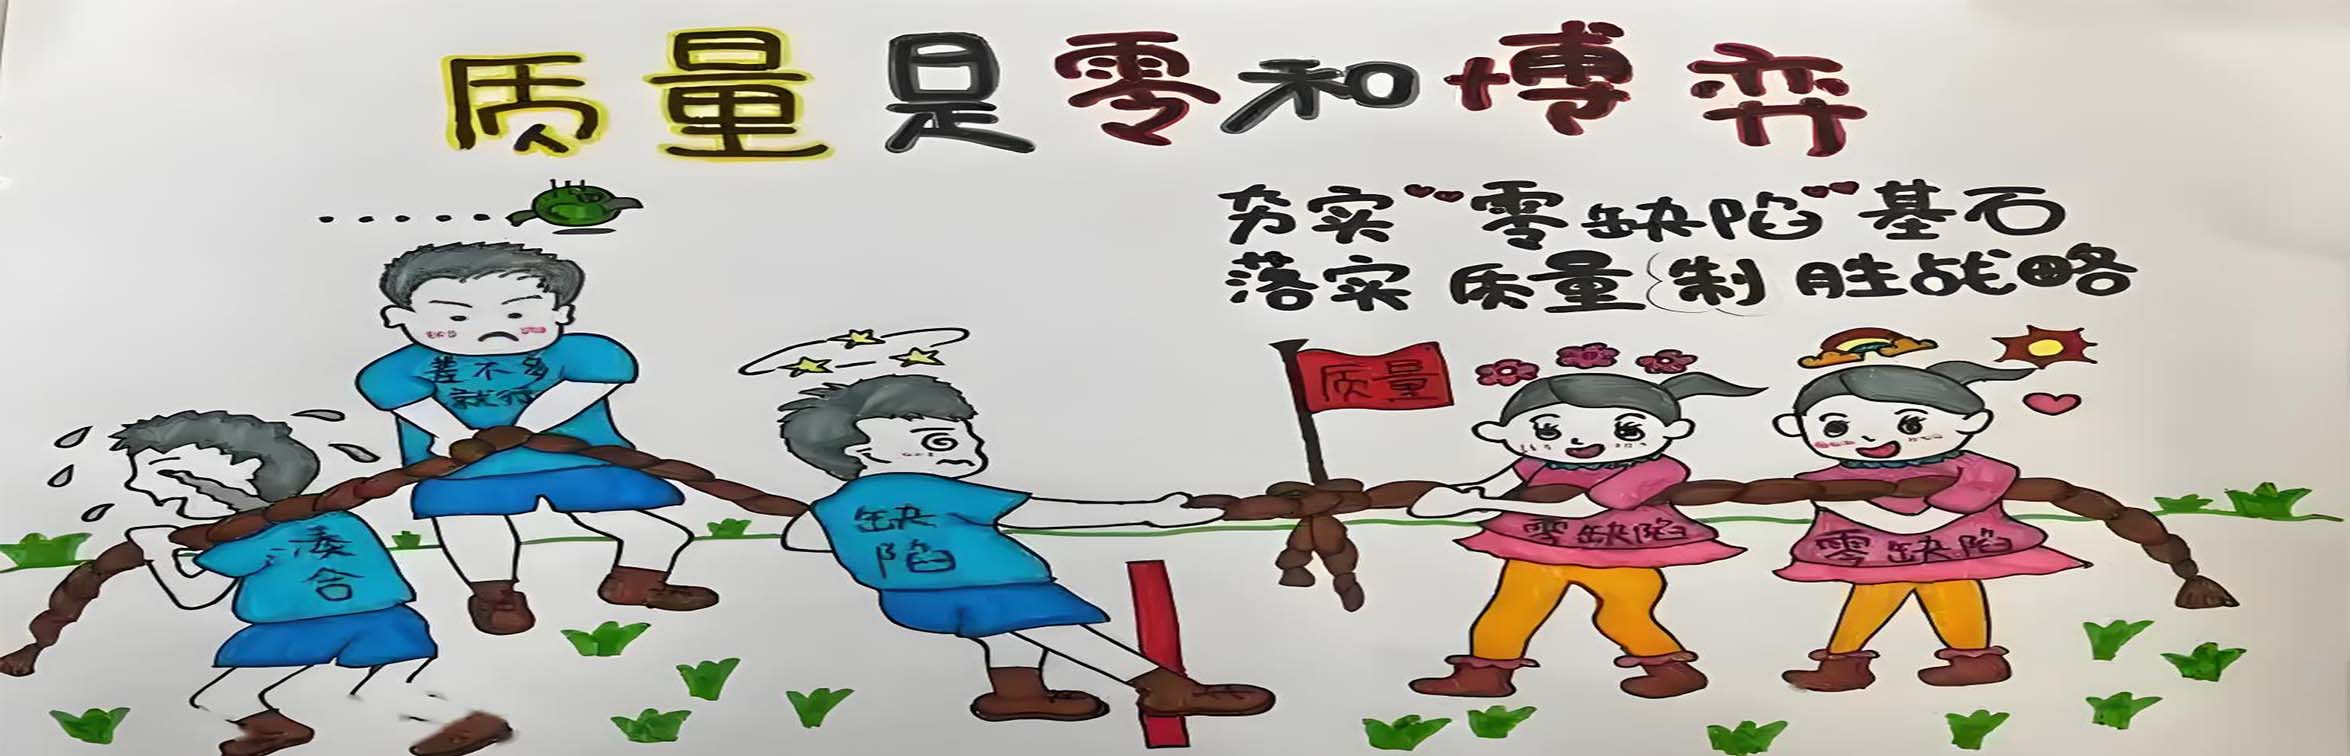 质量是零和博弈
夯实“零缺陷”基石
落实质量制胜战略
质量
差不多
就行
凑合
缺
陷
零缺陷
零缺陷